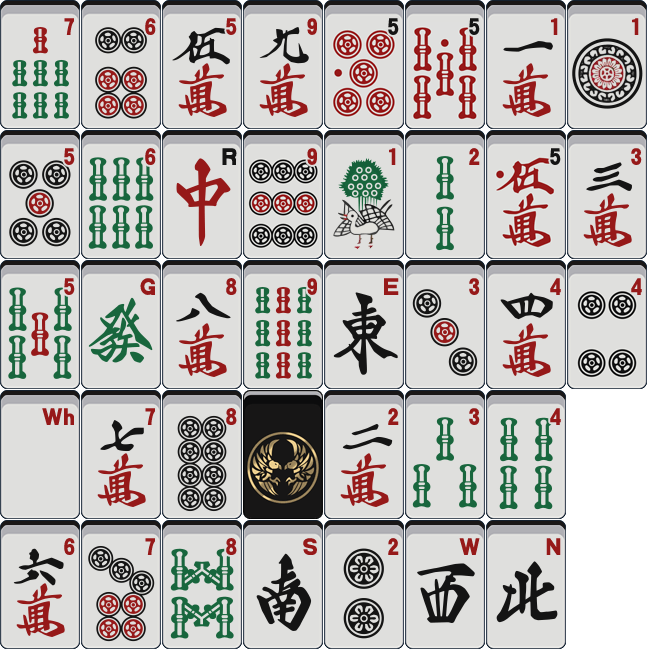 7 6 5 伍萬 9 九萬 5 5 1 一萬 1
5 6 R 中 9 1 2 5 伍萬 3 三萬
5 G 發 8 八萬 9 E 東 3 4 四萬 4
Wh 7 七萬 8 2 二萬 3 4
6 六萬 7 8 S 南 2 W 西 N 北